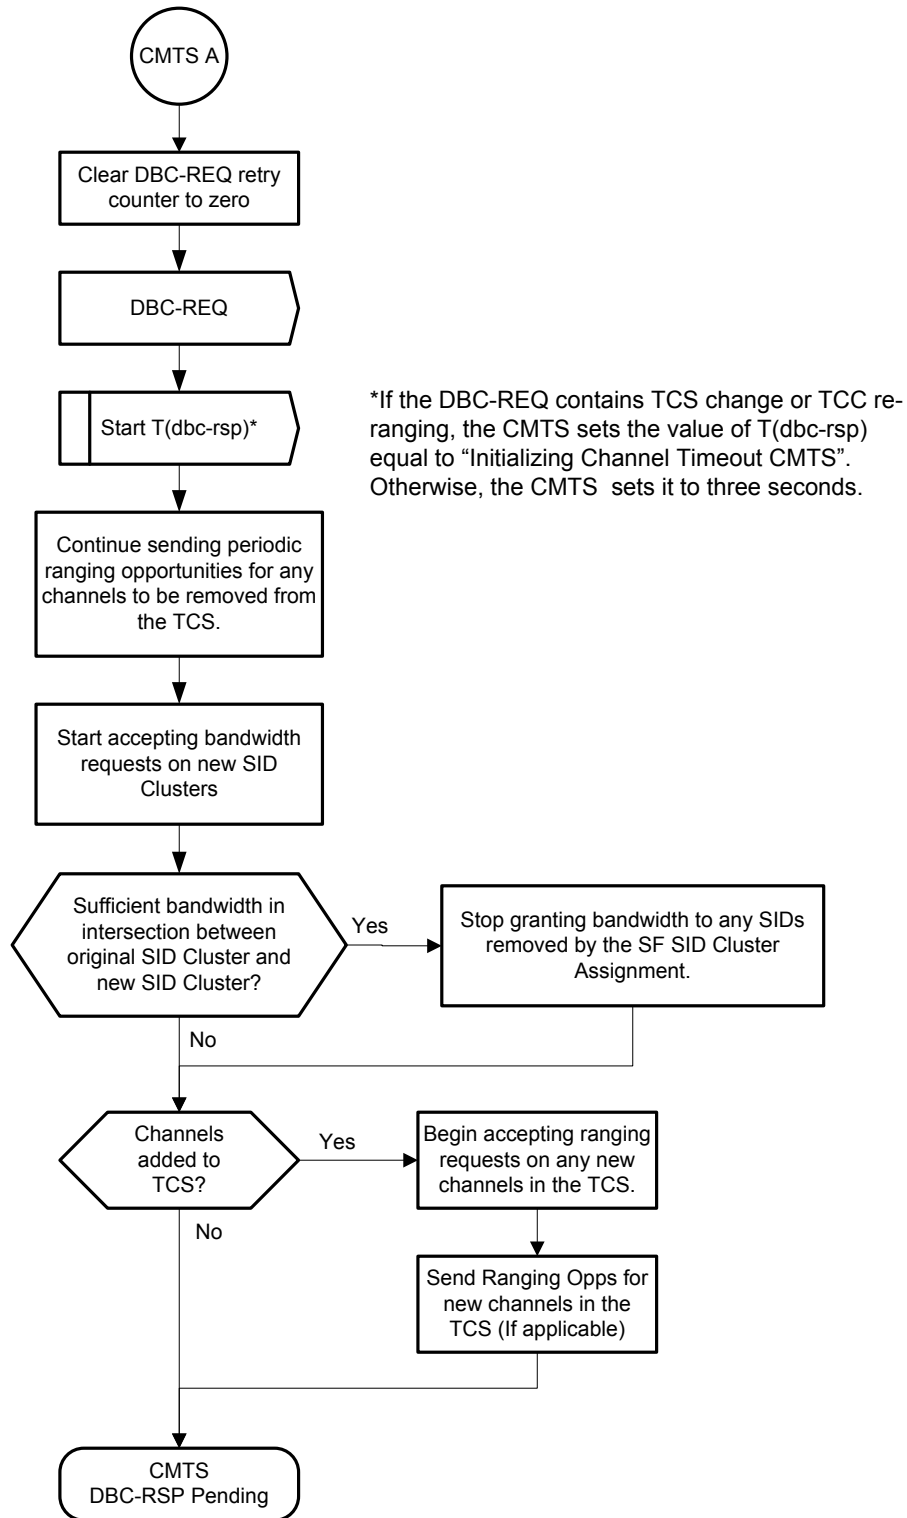 CMTS A
Clear DBC-REQ retry
counter to zero
DBC-REQ
Start T(dbc-rsp)*
*If the DBC-REQ contains TCS change or TCC re-
ranging, the CMTS sets the value of T(dbc-rsp)
equal to “Initializing Channel Timeout CMTS”.
Otherwise, the CMTS sets it to three seconds.
Continue sending periodic
ranging opportunities for any
channels to be removed from
the TCS.
Start accepting bandwidth
requests on new SID
Clusters
Sufficient bandwidth in
intersection between
original SID Cluster and
new SID Cluster?
Yes
Stop granting bandwidth to any SIDs
removed by the SF SID Cluster
Assignment.
No
Channels
added to
TCS?
Yes
Begin accepting ranging
requests on any new
channels in the TCS.
No
Send Ranging Opps for
new channels in the
TCS (If applicable)
CMTS
DBC-RSP Pending